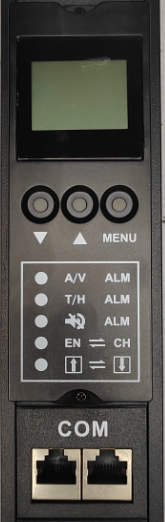 ▼ ▲ MENU
A/V ALM
T/H ALM
ALM
EN ⇌ CH
⬆ ⇌ ⬇
COM